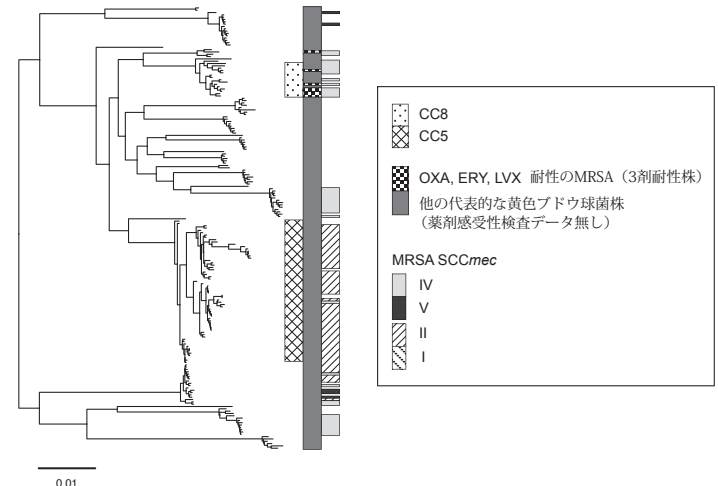 CC8
CC5
OXA, ERY, LVX 耐性のMRSA（3剤耐性株）
他の代表的な黄色ブドウ球菌株
（薬剤感受性検査データ無し）
MRSA SCCmec
IV
V
II
I
0.01